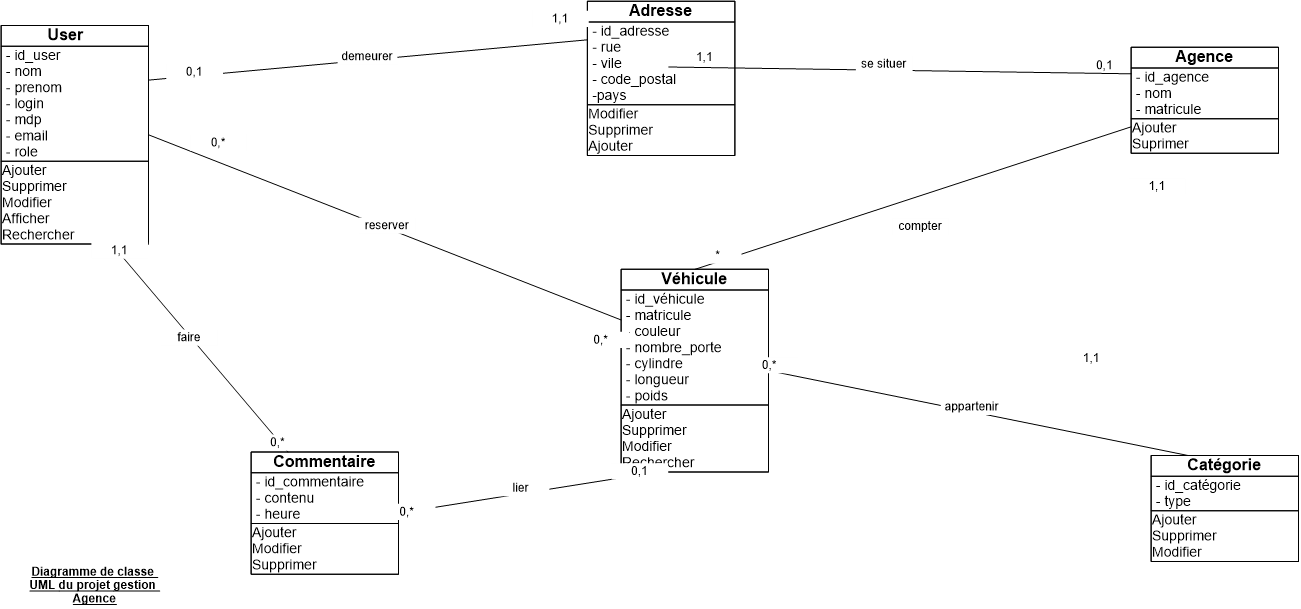 User
- id_user
- nom
- prenom
- login
- mdp
- email
- role
Ajouter
Supprimer
Modifier
Afficher
Rechercher
0,1
demeurer
1,1
Adresse
- id_adresse
- rue
- vile
- code_postal
-pays
Modifier
Supprimer
Ajouter
1,1
se situer
0,1
Agence
- id_agence
- nom
- matricule
Ajouter
Suprimer
0,*
reserver
0,*
1,1
compter
*
Véhicule
- id_véhicule
- matricule
couleur
- nombre_porte
- cylindre
- longueur
- poids
Ajouter
Supprimer
Modifier
Rechercher
1,1
faire
0,*
Commentaire
- id_commentaire
- contenu
- heure
Ajouter
Modifier
Supprimer
0,*
lier
0,1
0,*
appartenir
1,1
Catégorie
- id_catégorie
- type
Ajouter
Supprimer
Modifier
Diagramme de classe
UML du projet gestion
Agence